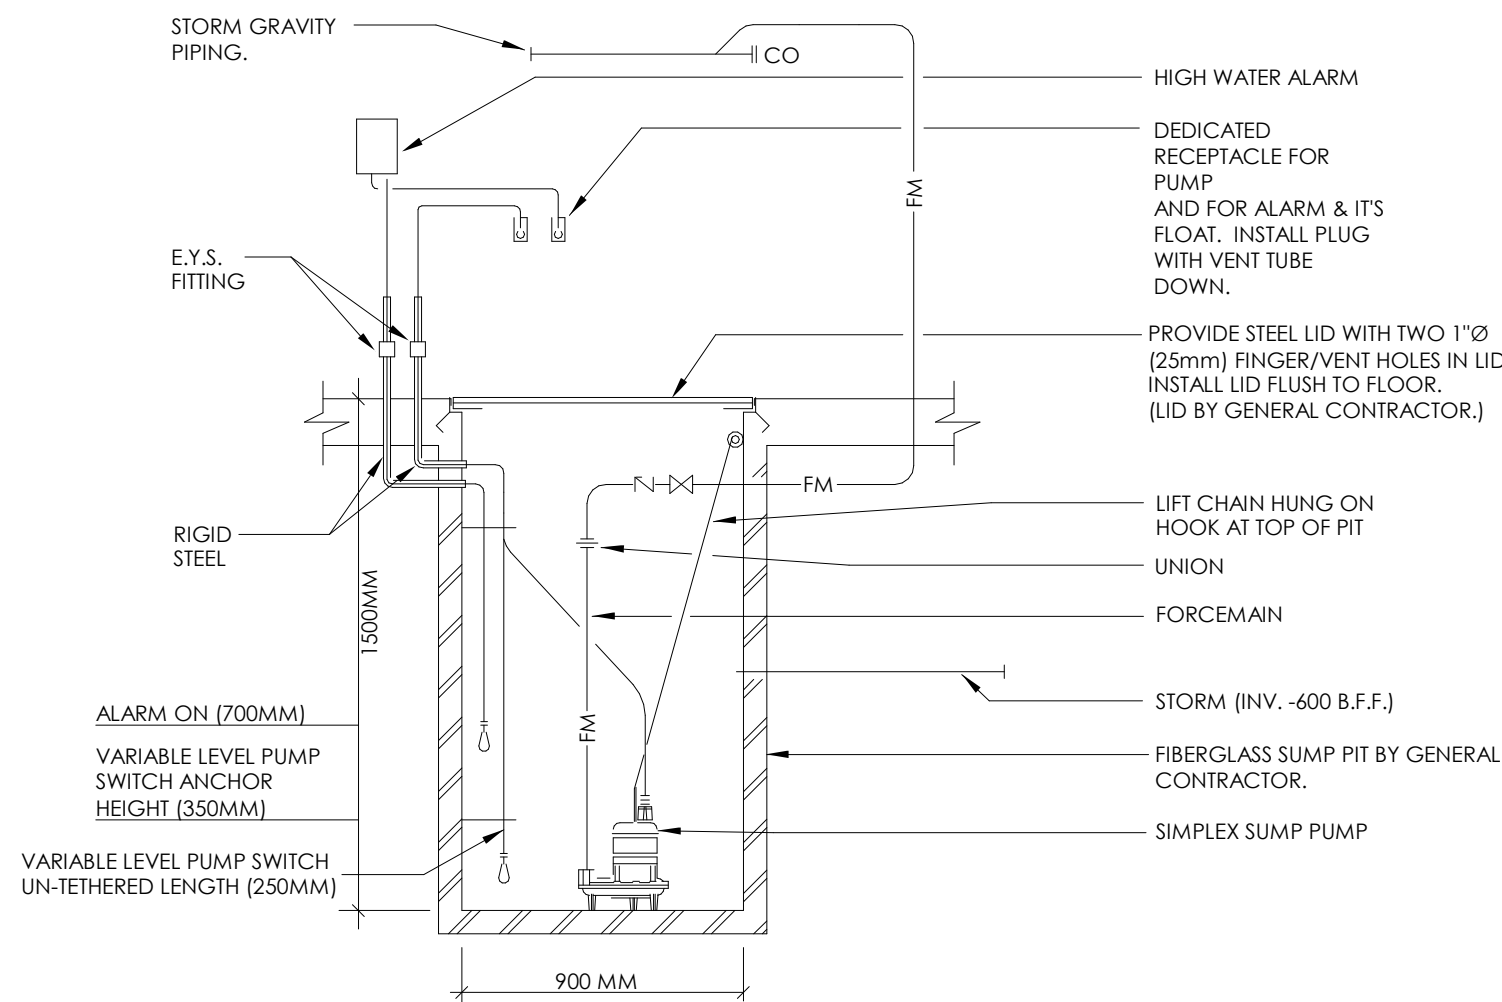 STORM GRAVITY
PIPING.
CO
HIGH WATER ALARM
DEDICATED
RECEPTACLE FOR
PUMP
AND FOR ALARM & IT'S
FLOAT. INSTALL PLUG
WITH VENT TUBE
DOWN.
FM
E.Y.S.
FITTING
PROVIDE STEEL LID WITH TWO 1"Ø
(25mm) FINGER/VENT HOLES IN LID
INSTALL LID FLUSH TO FLOOR.
(LID BY GENERAL CONTRACTOR.)
FM
LIFT CHAIN HUNG ON
HOOK AT TOP OF PIT
RIGID
STEEL
UNION
1500MM
FORCEMAIN
STORM (INV. -600 B.F.F.)
ALARM ON (700MM)
FM
VARIABLE LEVEL PUMP
SWITCH ANCHOR
HEIGHT (350MM)
FIBERGLASS SUMP PIT BY GENERAL
CONTRACTOR.
SIMPLEX SUMP PUMP
VARIABLE LEVEL PUMP SWITCH
UN-TETHERED LENGTH (250MM)
900 MM